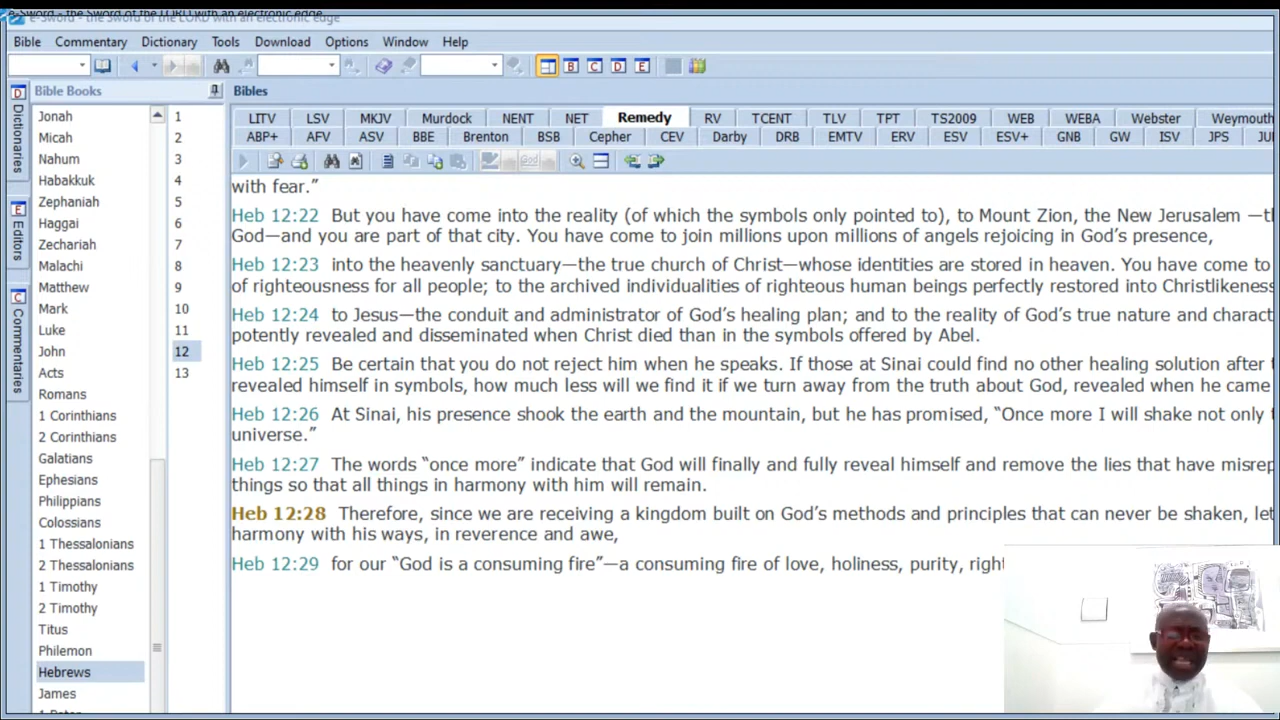 e-Sword - the Sword of the LORD with an electronic edge
Bible Commentary Dictionary Tools Download Options Window Help
B C D E
Bible Books
Bibles
LITV LSV MKJV Murdock NENT NET Remedy RV TCENT TLV TPT TS2009 WEB WEBA Webster Weymouth
ABP+ AFV ASV BBE Brenton BSB Cepher CEV Darby DRB EMTV ERV ESV ESV+ GNB GW ISV JPS
D Dictionaries
E Editors
C Commentaries
Jonah
Micah
Nahum
Habakkuk
Zephaniah
Haggai
Zechariah
Malachi
Matthew
Mark
Luke
John
Acts
Romans
1 Corinthians
2 Corinthians
Galatians
Ephesians
Philippians
Colossians
1 Thessalonians
2 Thessalonians
1 Timothy
2 Timothy
Titus
Philemon
Hebrews
James
1
2
3
4
5
6
7
8
9
10
11
12
13
with fear.”
Heb 12:22 But you have come into the reality (of which the symbols only pointed to), to Mount Zion, the New Jerusalem —
God—and you are part of that city. You have come to join millions upon millions of angels rejoicing in God’s presence,
Heb 12:23 into the heavenly sanctuary—the true church of Christ—whose identities are stored in heaven. You have come to
of righteousness for all people; to the archived individualities of righteous human beings perfectly restored into Christlikeness
Heb 12:24 to Jesus—the conduit and administrator of God’s healing plan; and to the reality of God’s true nature and
potently revealed and disseminated when Christ died than in the symbols offered by Abel.
Heb 12:25 Be certain that you do not reject him when he speaks. If those at Sinai could find no other healing solution after
revealed himself in symbols, how much less will we find it if we turn away from the truth about God, revealed when he came
Heb 12:26 At Sinai, his presence shook the earth and the mountain, but he has promised, “Once more I will shake not only
universe.”
Heb 12:27 The words “once more” indicate that God will finally and fully reveal himself and remove the lies that have
things so that all things in harmony with him will remain.
Heb 12:28 Therefore, since we are receiving a kingdom built on God’s methods and principles that can never be shaken, let
harmony with his ways, in reverence and awe,
Heb 12:29 for our “God is a consuming fire”—a consuming fire of love, holiness, purity,